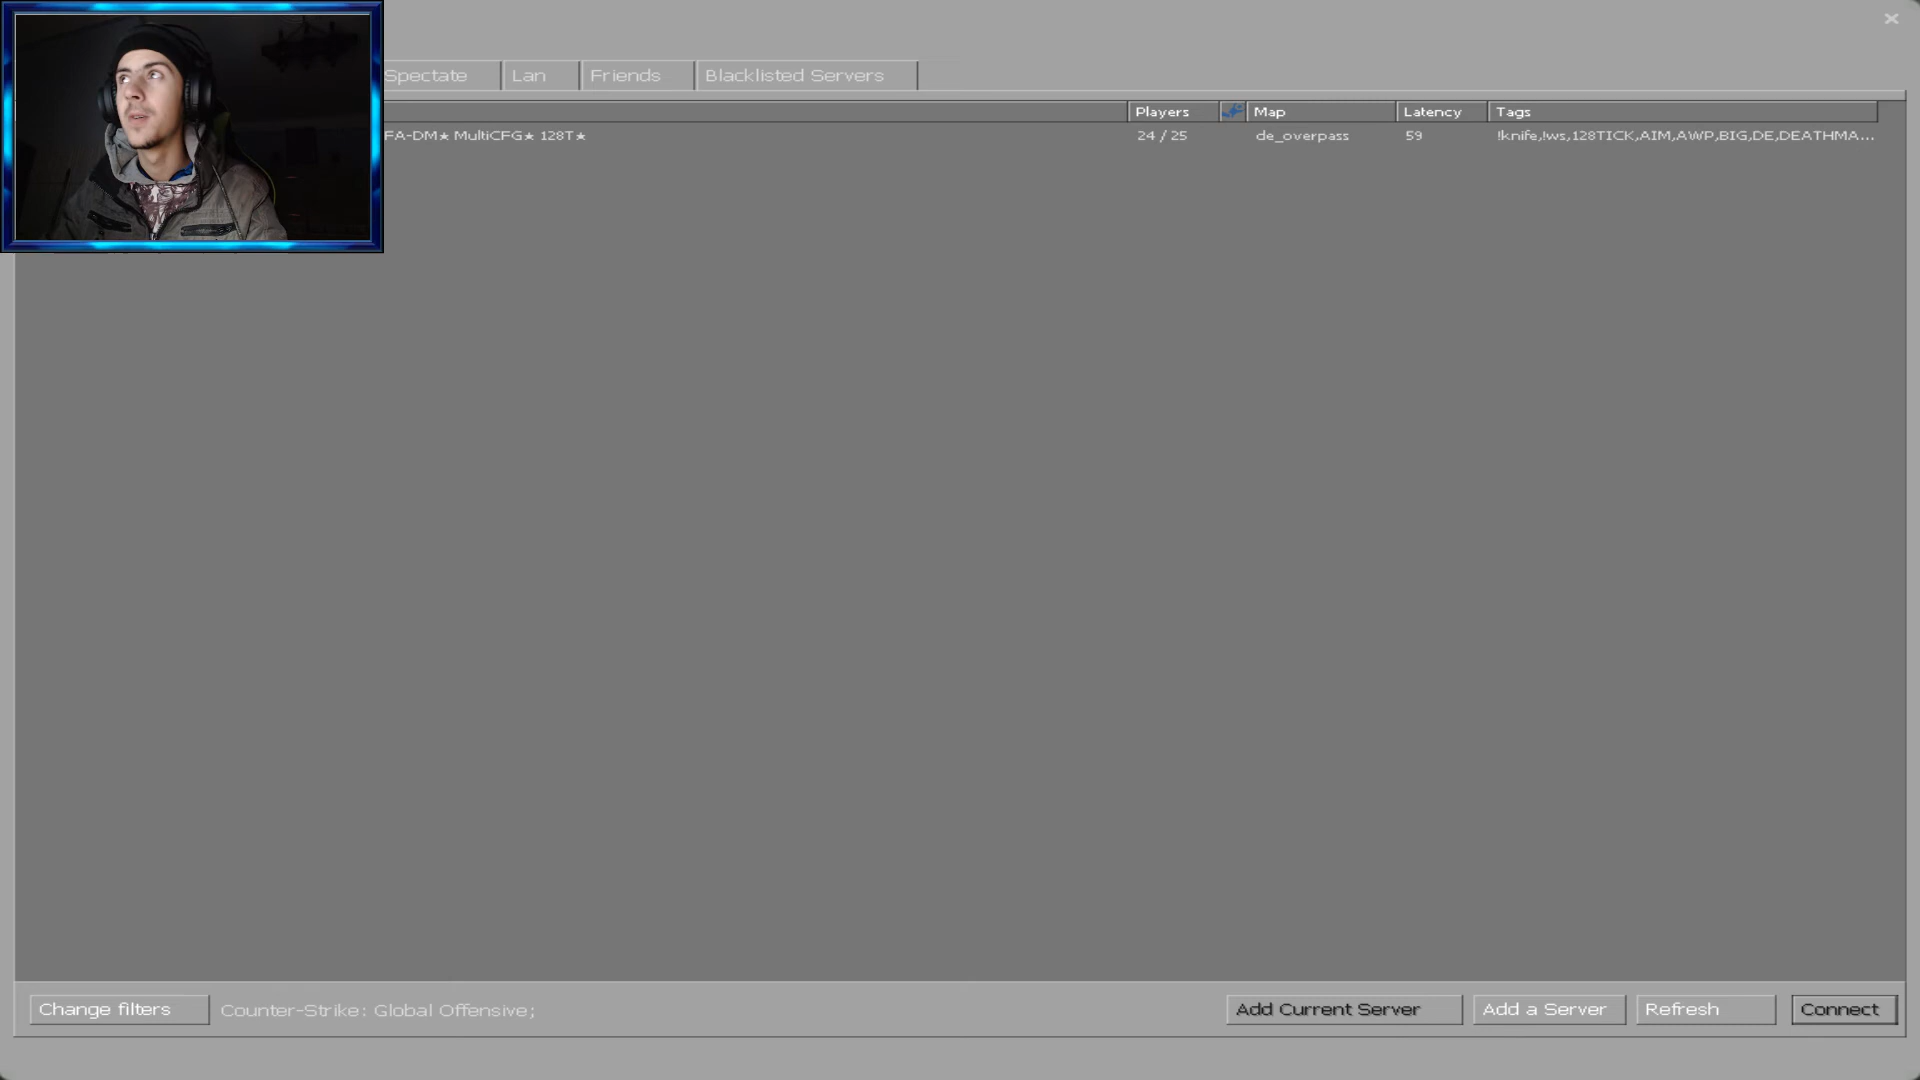 Spectate Lan Friends Blacklisted Servers
Players Map Latency Tags
FA-DM★ MultiCFG★ 128T★ 24 / 25 de_overpass 59 !knife,!ws,128TICK,AIM,AWP,BIG,DE,DEATHMA...
Change filters Counter-Strike: Global Offensive; Add Current Server Add a Server Refresh Connect